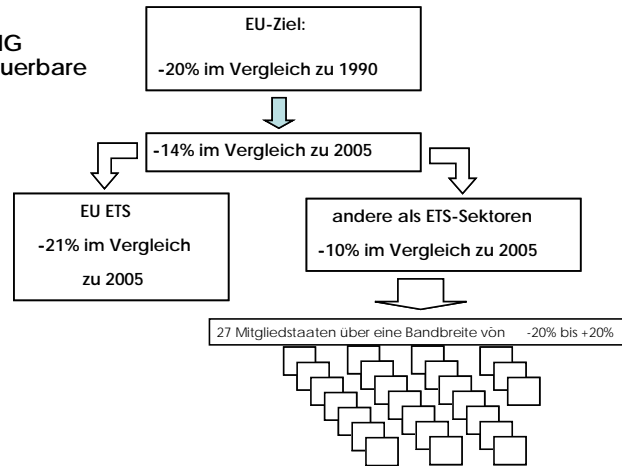 EU-Ziel:
-20% im Vergleich zu 1990
-14% im Vergleich zu 2005
EU ETS
-21% im Vergleich
zu 2005
andere als ETS-Sektoren
-10% im Vergleich zu 2005
27 Mitgliedstaaten über eine Bandbreite von -20% bis +20%